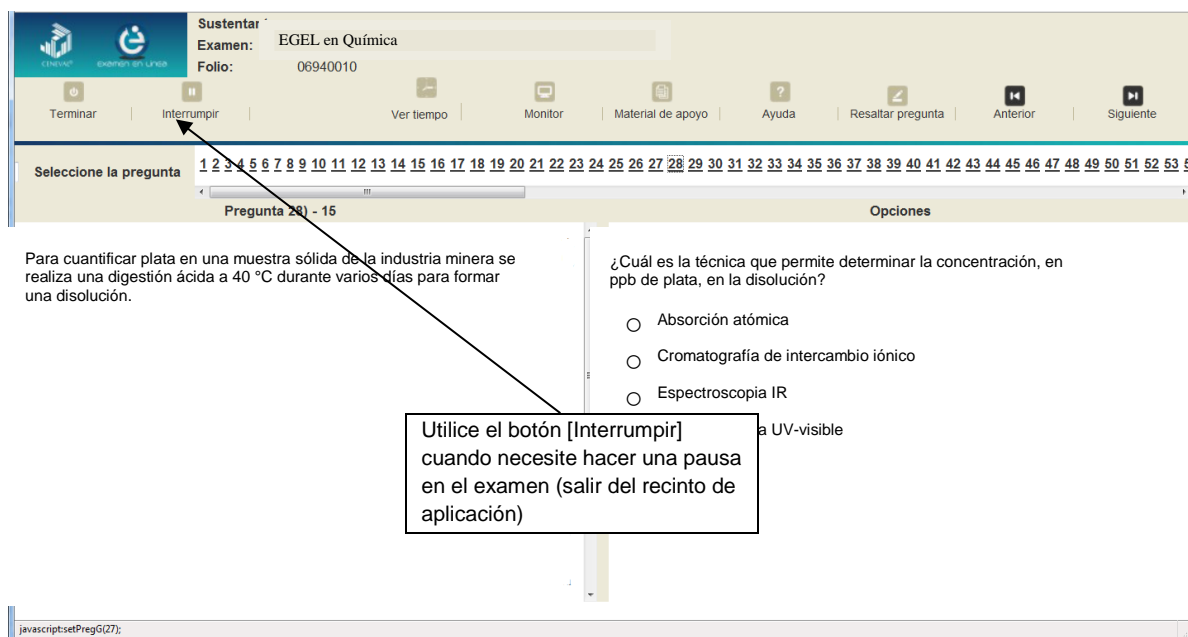 CENEVAL
examen en línea
Sustentan
Examen:
EGEL en Química
Folio:
06940010
Terminar
Interrumpir
Ver tiempo
Monitor
Material de apoyo
Ayuda
Resaltar pregunta
Anterior
Siguiente
Seleccione la pregunta
1 2 3 4 5 6 7 8 9 10 11 12 13 14 15 16 17 18 19 20 21 22 23 24 25 26 27 28 29 30 31 32 33 34 35 36 37 38 39 40 41 42 43 44 45 46 47 48 49 50 51 52 53
Pregunta 28) - 15
Opciones
Para cuantificar plata en una muestra sólida de la industria minera se
realiza una digestión ácida a 40 °C durante varios días para formar
una disolución.
¿Cuál es la técnica que permite determinar la concentración, en
ppb de plata, en la disolución?
Absorción atómica
Cromatografía de intercambio iónico
Espectroscopia IR
a UV-visible
Utilice el botón [Interrumpir]
cuando necesite hacer una pausa
en el examen (salir del recinto de
aplicación)
javascript:setPregG(27);